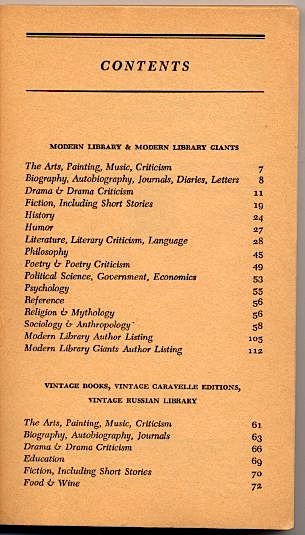 CONTENTS
MODERN LIBRARY & MODERN LIBRARY GIANTS
The Arts, Painting, Music, Criticism 7
Biography, Autobiography, Journals, Diaries, Letters 8
Drama & Drama Criticism 11
Fiction, Including Short Stories 19
History 24
Humor 27
Literature, Literary Criticism, Language 28
Philosophy 45
Poetry & Poetry Criticism 49
Political Science, Government, Economics 53
Psychology 55
Reference 56
Religion & Mythology 56
Sociology & Anthropology 58
Modern Library Author Listing 105
Modern Library Giants Author Listing 112
VINTAGE BOOKS, VINTAGE CARAVELLE EDITIONS,
VINTAGE RUSSIAN LIBRARY
The Arts, Painting, Music, Criticism 61
Biography, Autobiography, Journals 63
Drama & Drama Criticism 66
Education 69
Fiction, Including Short Stories 70
Food & Wine 72